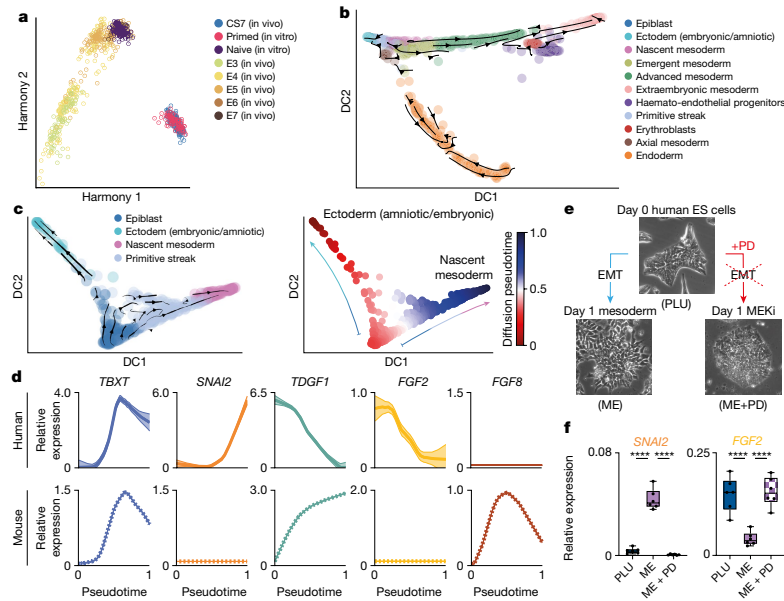 a
CS7 (in vivo)
Primed (in vitro)
Naive (in vitro)
E3 (in vivo)
E4 (in vivo)
E5 (in vivo)
E6 (in vivo)
E7 (in vivo)
Harmony 2
Harmony 1
b
Epiblast
Ectoderm (embryonic/amniotic)
Nascent mesoderm
Emergent mesoderm
Advanced mesoderm
Extraembryonic mesoderm
Haemato-endothelial progenitors
Primitive streak
Erythroblasts
Axial mesoderm
Endoderm
DC2
DC1
c
Epiblast
Ectoderm (embryonic/amniotic)
Nascent mesoderm
Primitive streak
DC2
DC1
Ectoderm (amniotic/embryonic)
Nascent
mesoderm
DC2
DC1
Diffusion pseudotime
1.0
0.5
0
d
TBXT
SNAI2
TDGF1
FGF2
FGF8
Human
Relative
expression
4.0
0
6.0
0
6.5
0
1.0
0
1.5
0
Mouse
Relative
expression
1.5
0
1.5
0
3.0
0
1.5
0
1.0
0
0 1
0 1
0 1
0 1
0 1
Pseudotime
Pseudotime
Pseudotime
Pseudotime
Pseudotime
e
Day 0 human ES cells
+PD
EMT
EMT
(PLU)
Day 1 mesoderm
Day 1 MEKi
(ME)
(ME+PD)
f
SNAI2
FGF2
Relative expression
0.08
0
**** ****
0.25
0
**** ****
PLU
ME
ME + PD
PLU
ME
ME + PD